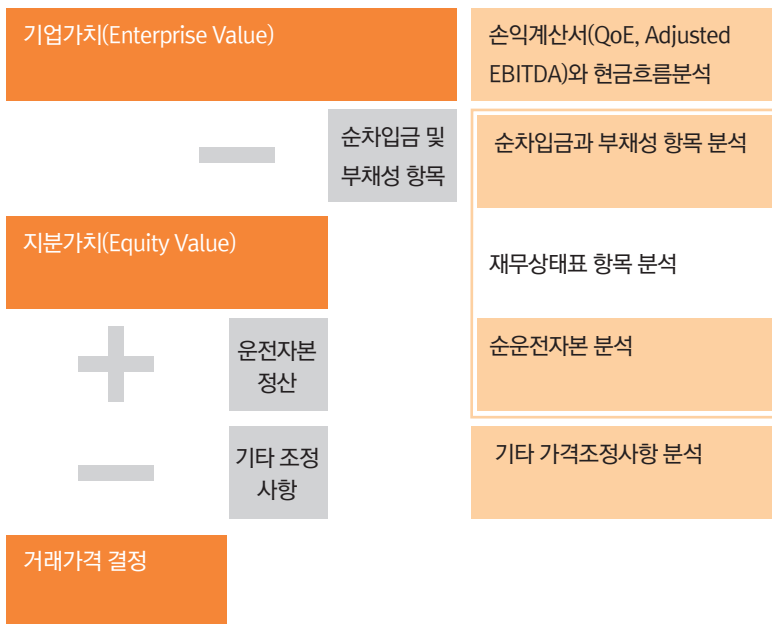 기업가치(Enterprise Value)
손익계산서(QoE, Adjusted
EBITDA)와 현금흐름분석
순차입금 및
부채성 항목
순차입금과 부채성 항목 분석
지분가치(Equity Value)
재무상태표 항목 분석
운전자본
정산
순운전자본 분석
기타 조정
사항
기타 가격조정사항 분석
거래가격 결정